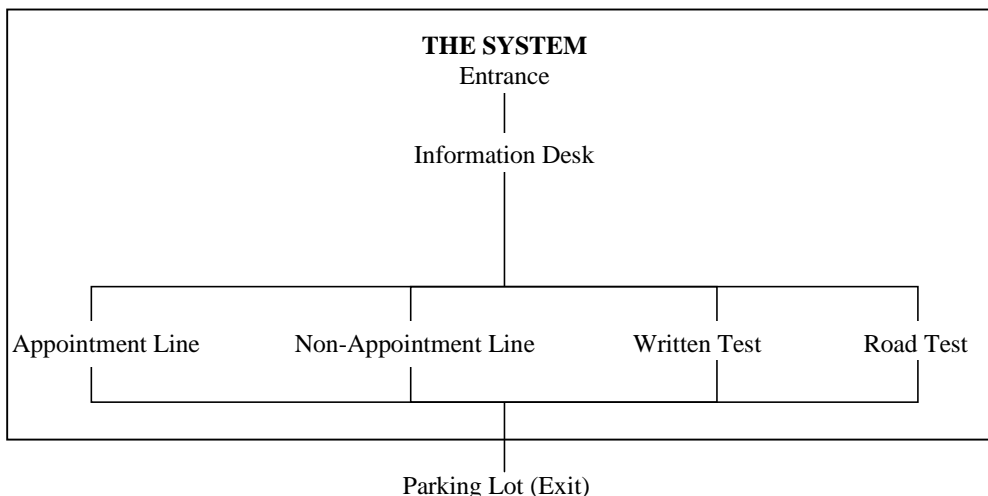 THE SYSTEM
Entrance
Information Desk
Appointment Line
Non-Appointment Line
Written Test
Road Test
Parking Lot (Exit)